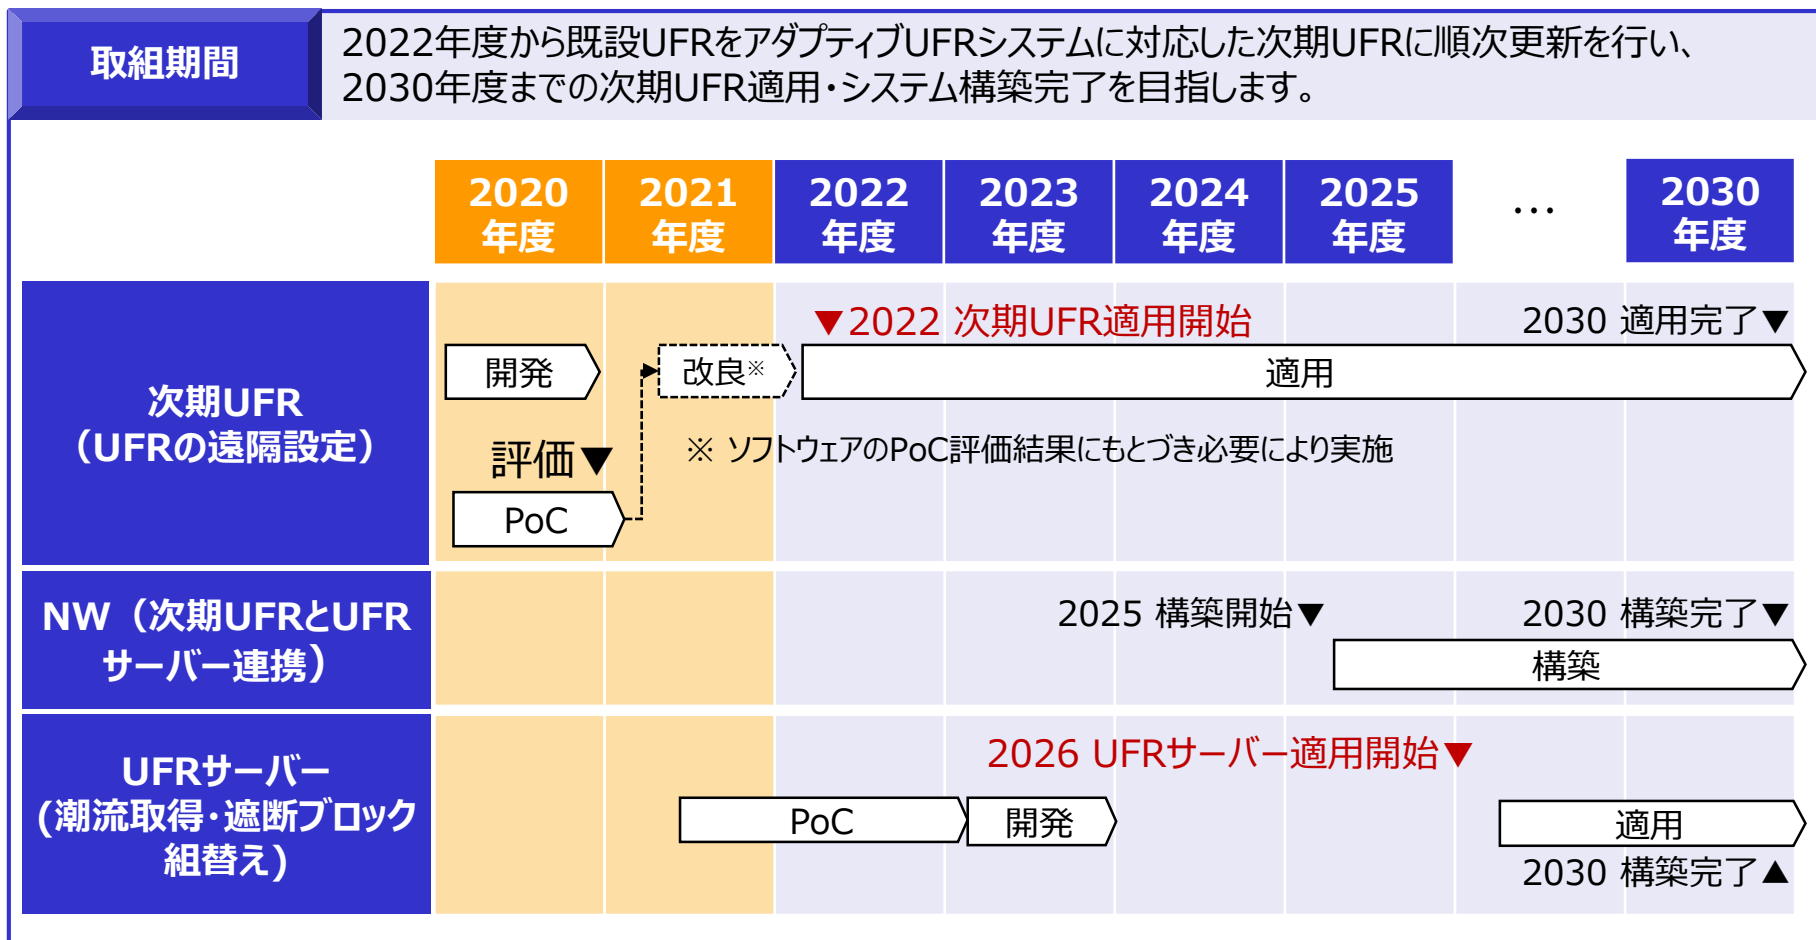 取組期間
2022年度から既設UFRをアダプティブUFRシステムに対応した次期UFRに順次更新を行い、
2030年度までの次期UFR適用・システム構築完了を目指します。
2020
年度
2021
年度
2022
年度
2023
年度
2024
年度
2025
年度
…
2030
年度
次期UFR
（UFRの遠隔設定）
▼2022 次期UFR適用開始
2030 適用完了▼
開発
改良※
適用
評価▼
※ ソフトウェアのPoC評価結果にもとづき必要により実施
PoC
NW（次期UFRとUFR
サーバー連携）
2025 構築開始▼
2030 構築完了▼
構築
UFRサーバー
(潮流取得・遮断ブロック
組替え)
2026 UFRサーバー適用開始▼
PoC
開発
適用
2030 構築完了▲